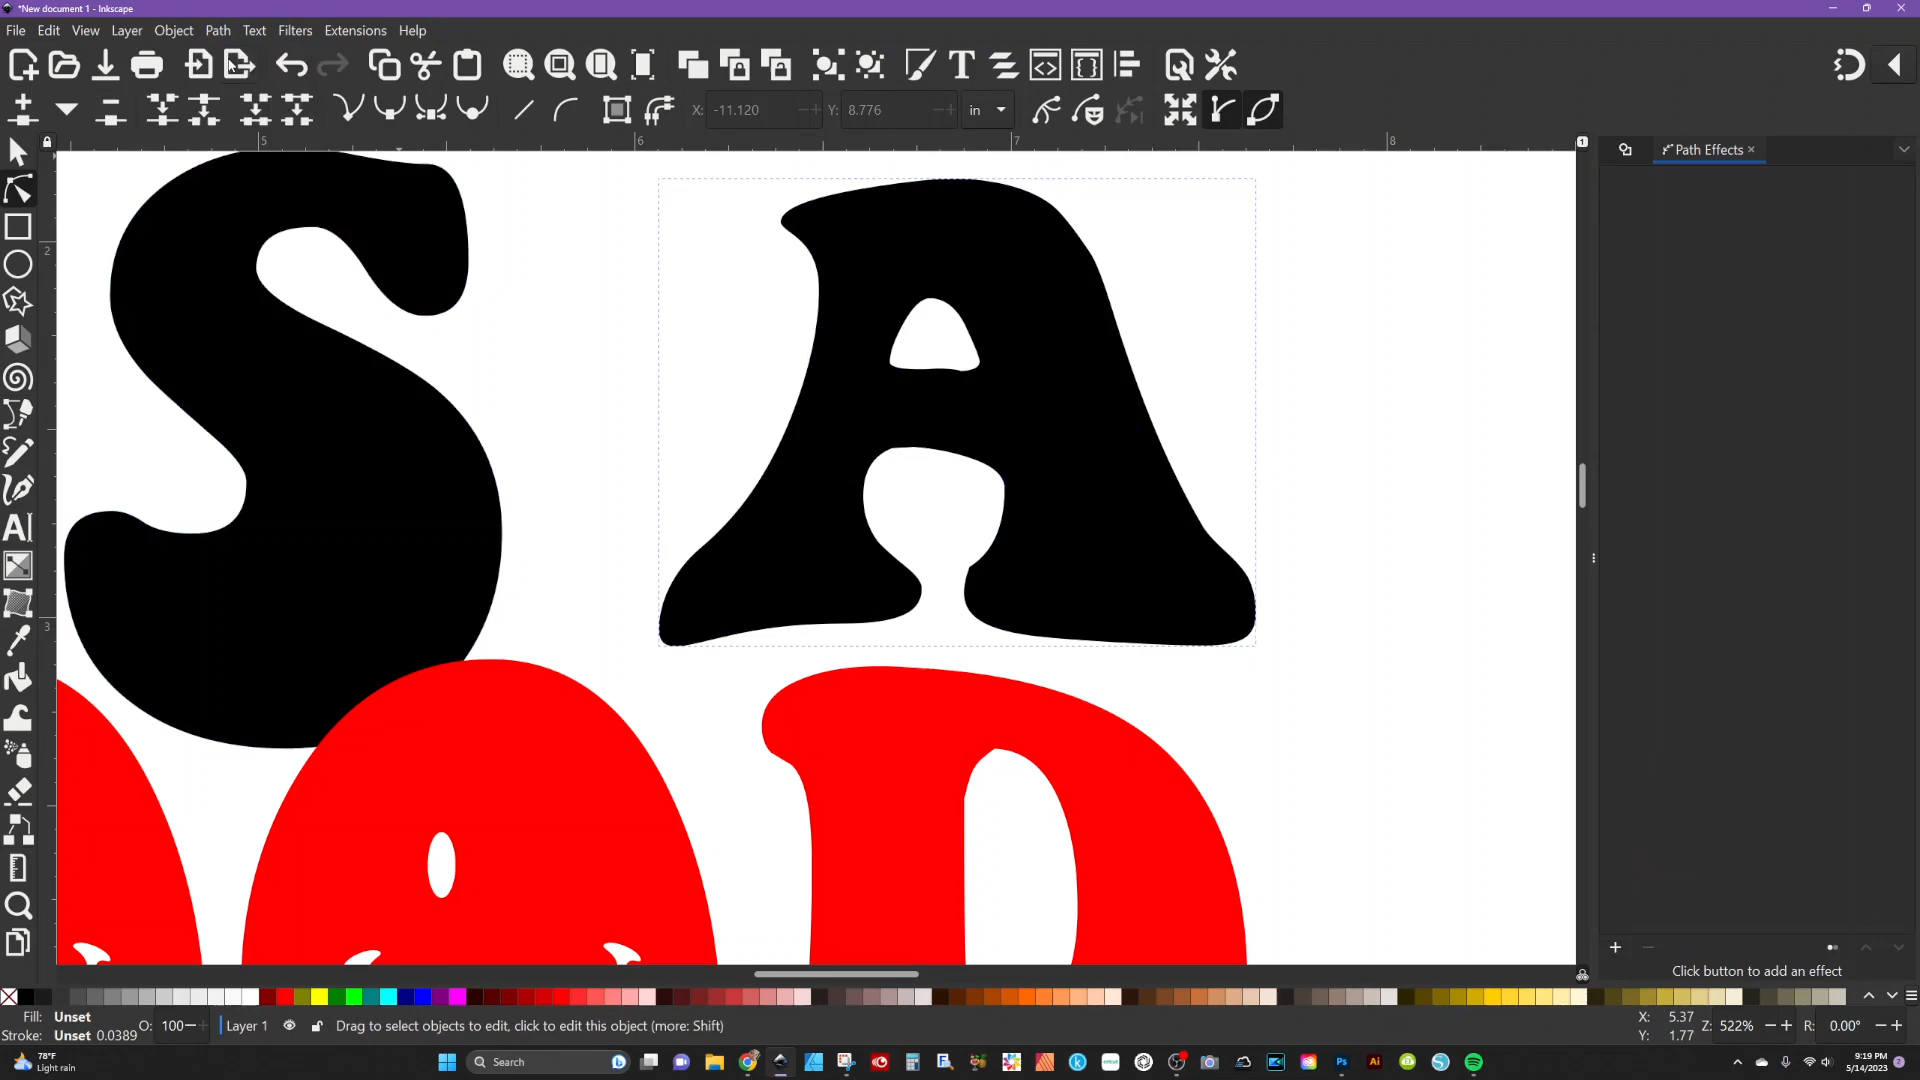 *New document 1 - Inkscape
File Edit View Layer Object Path Text Filters Extensions Help
X: -11.120 Y: 8.776 in
5 6 7 8
1
Path Effects
2
3
S A
D
Click button to add an effect
Fill: Unset
Stroke: Unset 0.0389 O: 100
Layer 1
Drag to select objects to edit, click to edit this object (more: Shift)
X: 5.37
Y: 1.77
Z: 522%
R: 0.00°
78°F
Light rain
Search
9:19 PM
5/14/2023